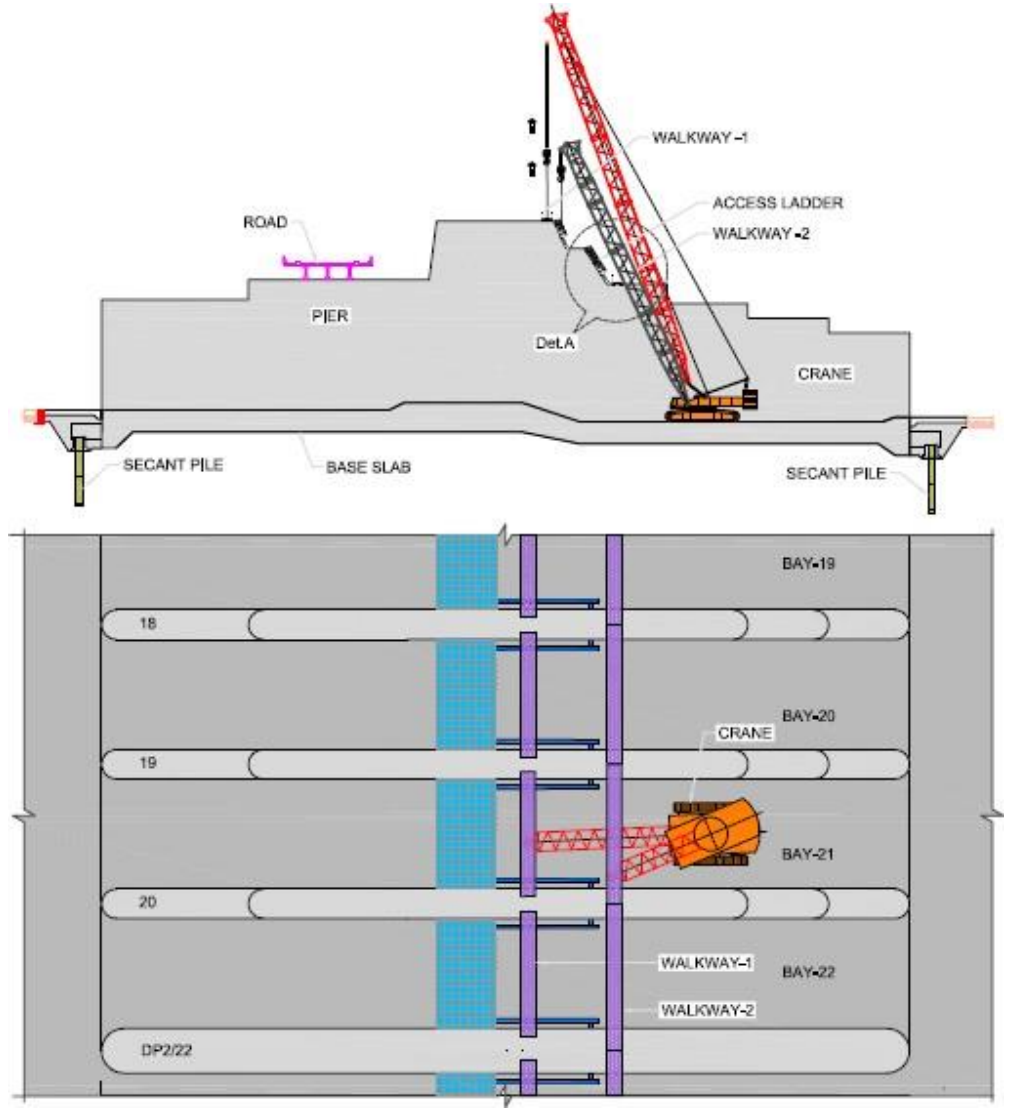 WALKWAY-1
ACCESS LADDER
WALKWAY-2
ROAD
PIER
Det.A
CRANE
SECANT PILE
BASE SLAB
SECANT PILE
BAY-19
18
BAY-20
CRANE
19
BAY-21
20
WALKWAY-1
BAY-22
WALKWAY-2
DP2/22